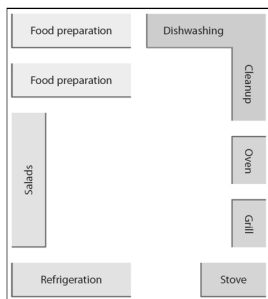 Food preparation
Dishwashing
Food preparation
Cleanup
Salads
Oven
Grill
Refrigeration
Stove